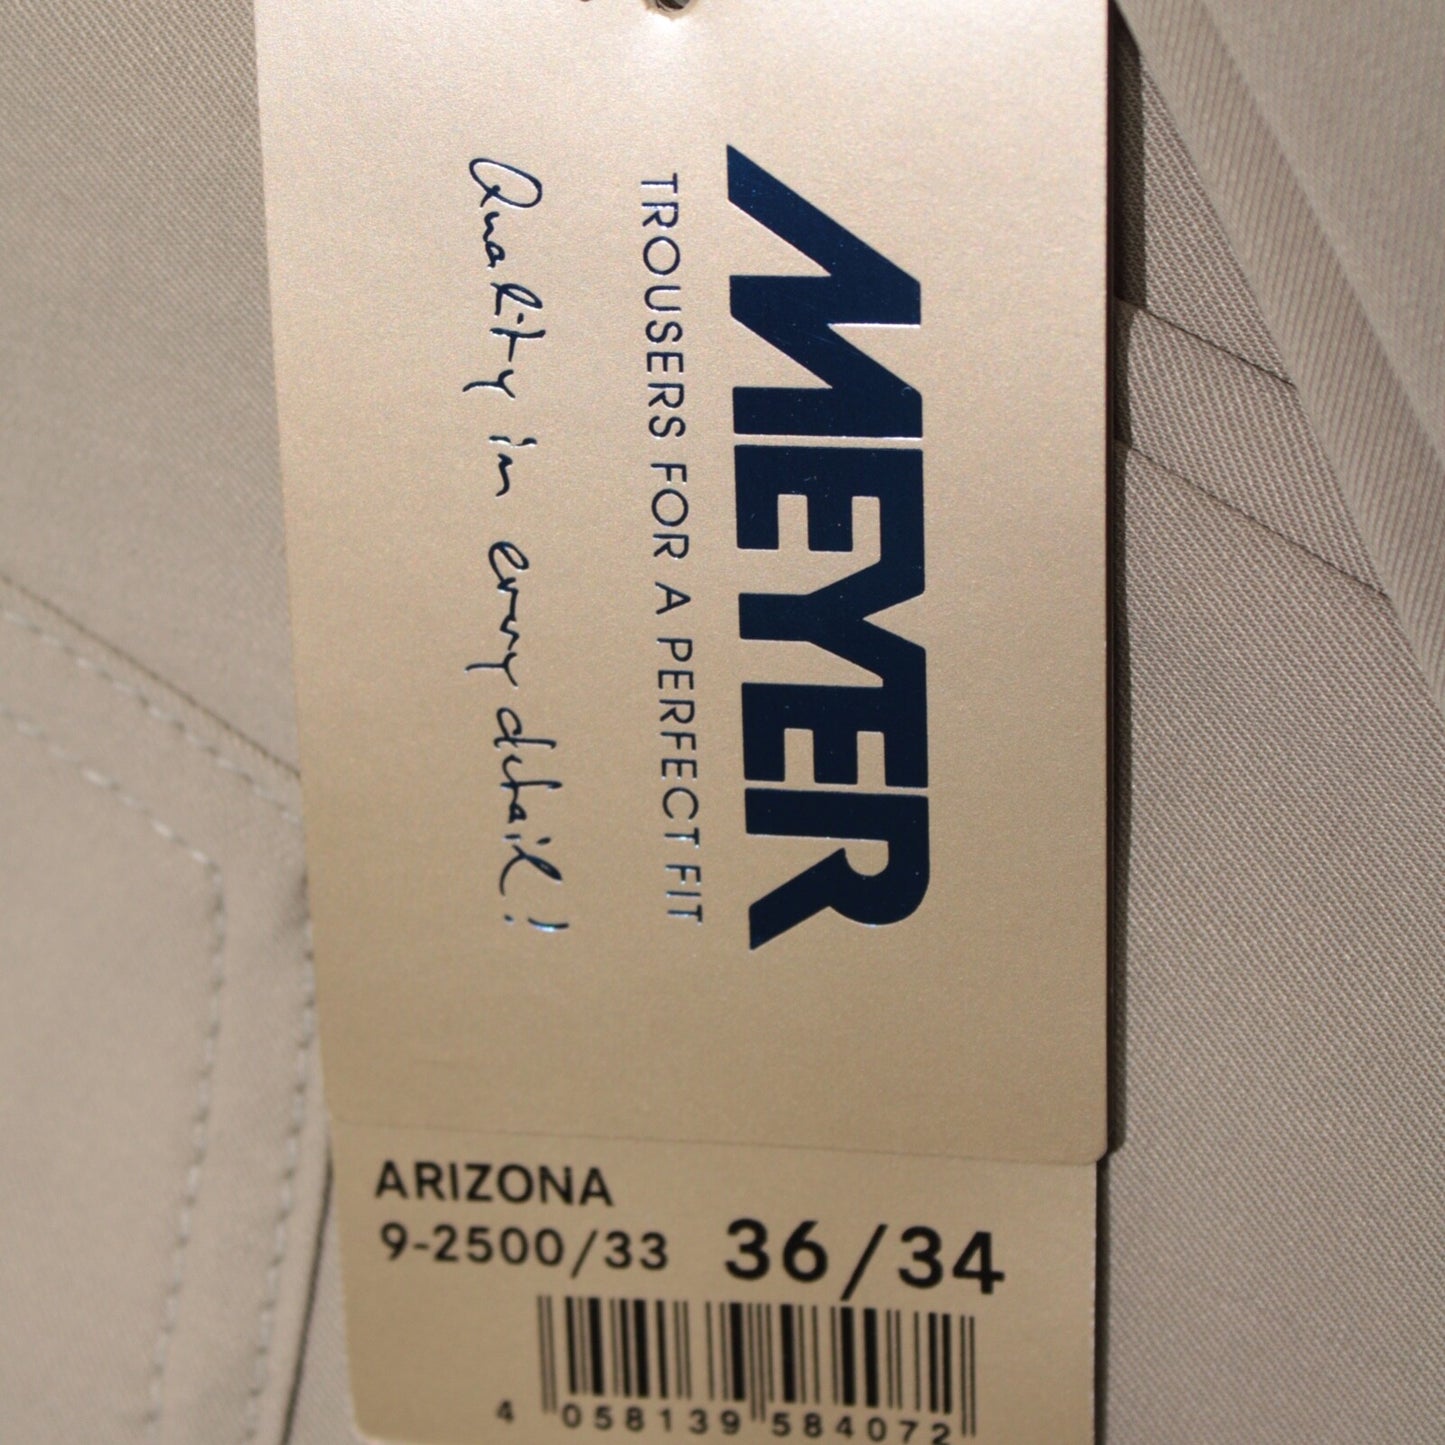 MEYER
TROUSERS FOR A PERFECT FIT
Quality in every detail!
ARIZONA
9-2500/33 36/34
4 058139 584072